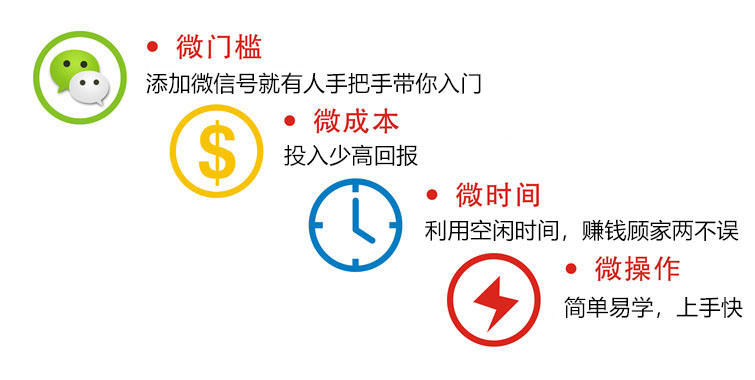 • 微门槛
添加微信号就有人手把手带你入门
$
• 微成本
投入少高回报
• 微时间
利用空闲时间，赚钱顾家两不误
• 微操作
简单易学，上手快